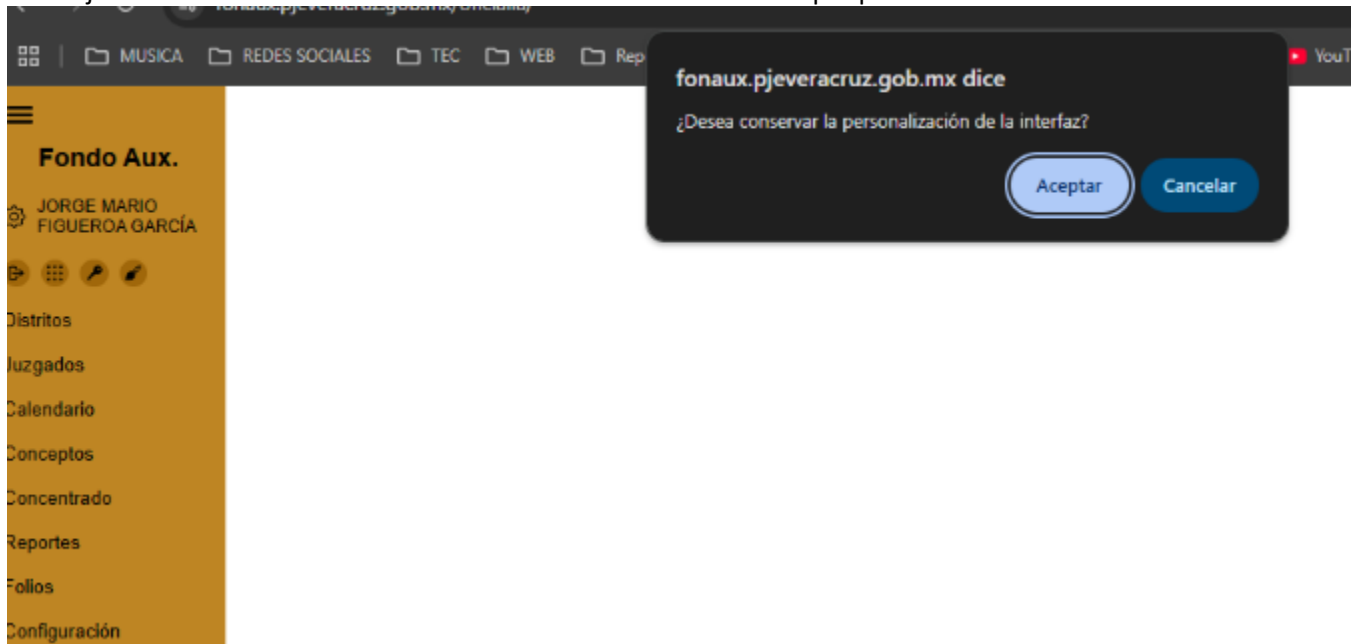 MUSICA
REDES SOCIALES
TEC
WEB
Rep
YouT
fonaux.pjeveracruz.gob.mx dice
¿Desea conservar la personalización de la interfaz?
Aceptar
Cancelar
Fondo Aux.
JORGE MARIO
FIGUEROA GARCÍA
Distritos
Juzgados
Calendario
Conceptos
Concentrado
Reportes
Folios
Configuración